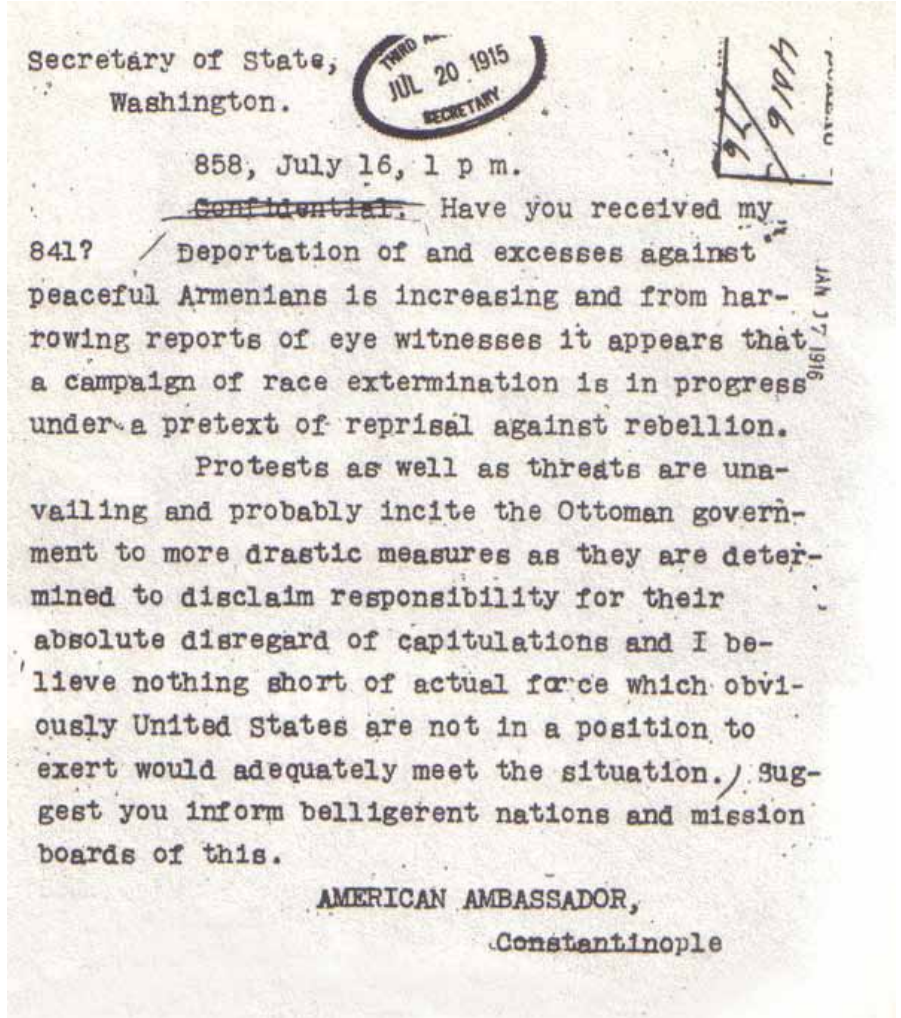 Secretary of State,
Washington.
THIRD
JUL 20 1915
SECRETARY
858, July 16, 1 p m.
Confidential. Have you received my
841? Deportation of and excesses against
peaceful Armenians is increasing and from har-
rowing reports of eye witnesses it appears that
a campaign of race extermination is in progress
under a pretext of reprisal against rebellion.
Protests as well as threats are una-
vailing and probably incite the Ottoman govern-
ment to more drastic measures as they are deter-
mined to disclaim responsibility for their
absolute disregard of capitulations and I be-
lieve nothing short of actual force which obvi-
ously United States are not in a position to
exert would adequately meet the situation. Sug-
gest you inform belligerent nations and mission
boards of this.
AMERICAN AMBASSADOR,
Constantinople
76
JAN 17 1916